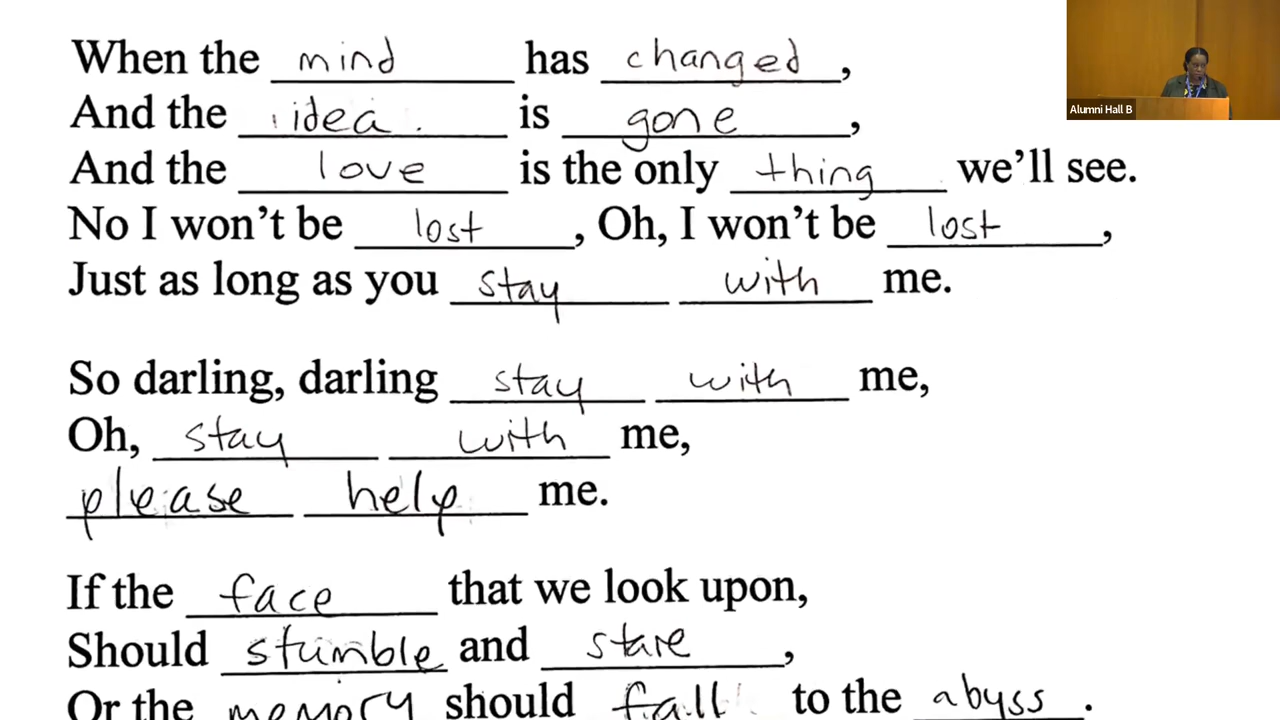 When the mind has changed,
And the idea is gone,
And the love is the only thing we'll see.
No I won't be lost, Oh, I won't be lost,
Just as long as you stay with me.
So darling, darling stay with me,
Oh, stay with me,
please help me.
If the face that we look upon,
Should stumble and stare,
Or the memory should fall to the abyss.
Alumni Hall B